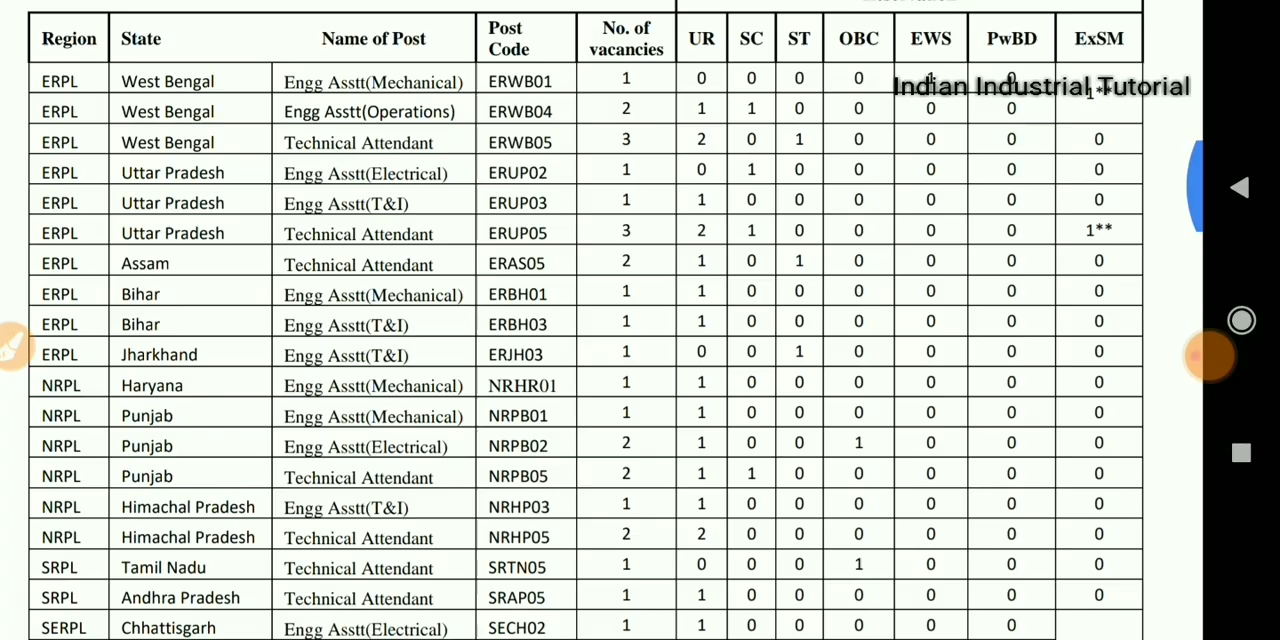 Region State Name of Post Post Code No. of vacancies UR SC ST OBC EWS PwBD ExSM
ERPL West Bengal Engg Asstt(Mechanical) ERWB01 1 0 0 0 0 1 0 1**
Indian Industrial Tutorial
ERPL West Bengal Engg Asstt(Operations) ERWB04 2 1 1 0 0 0 0
ERPL West Bengal Technical Attendant ERWB05 3 2 0 1 0 0 0 0
ERPL Uttar Pradesh Engg Asstt(Electrical) ERUP02 1 0 1 0 0 0 0 0
ERPL Uttar Pradesh Engg Asstt(T&I) ERUP03 1 1 0 0 0 0 0 0
ERPL Uttar Pradesh Technical Attendant ERUP05 3 2 1 0 0 0 0 1**
ERPL Assam Technical Attendant ERAS05 2 1 0 1 0 0 0 0
ERPL Bihar Engg Asstt(Mechanical) ERBH01 1 1 0 0 0 0 0 0
ERPL Bihar Engg Asstt(T&I) ERBH03 1 1 0 0 0 0 0 0
ERPL Jharkhand Engg Asstt(T&I) ERJH03 1 0 0 1 0 0 0 0
NRPL Haryana Engg Asstt(Mechanical) NRHR01 1 1 0 0 0 0 0 0
NRPL Punjab Engg Asstt(Mechanical) NRPB01 1 1 0 0 0 0 0 0
NRPL Punjab Engg Asstt(Electrical) NRPB02 2 1 0 0 1 0 0 0
NRPL Punjab Technical Attendant NRPB05 2 1 1 0 0 0 0 0
NRPL Himachal Pradesh Engg Asstt(T&I) NRHP03 1 1 0 0 0 0 0 0
NRPL Himachal Pradesh Technical Attendant NRHP05 2 2 0 0 0 0 0 0
SRPL Tamil Nadu Technical Attendant SRTN05 1 0 0 0 1 0 0 0
SRPL Andhra Pradesh Technical Attendant SRAP05 1 1 0 0 0 0 0 0
SERPL Chhattisgarh Engg Asstt(Electrical) SECH02 1 1 0 0 0 0 0